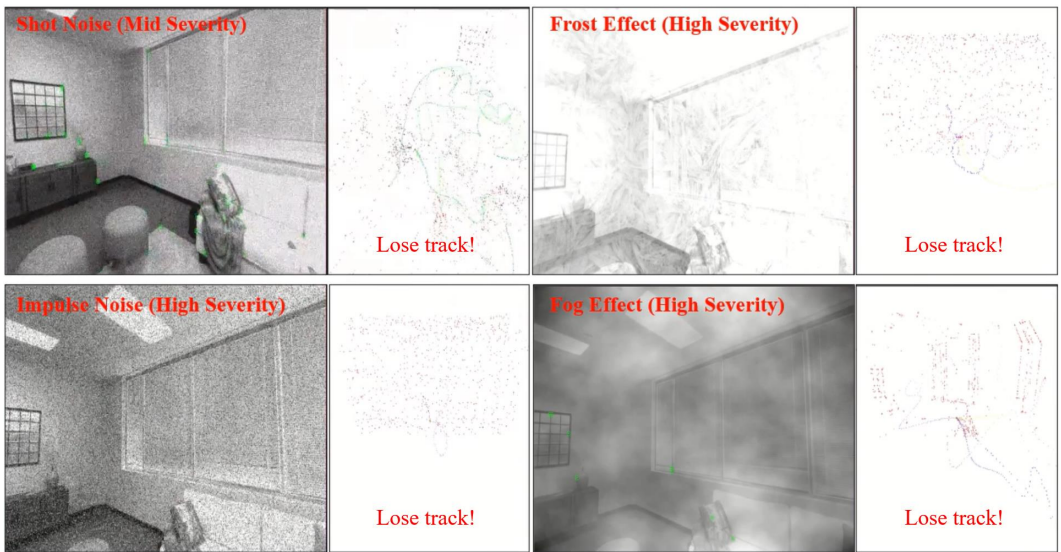 Shot Noise (Mid Severity)
Lose track!
Frost Effect (High Severity)
Lose track!
Impulse Noise (High Severity)
Lose track!
Fog Effect (High Severity)
Lose track!